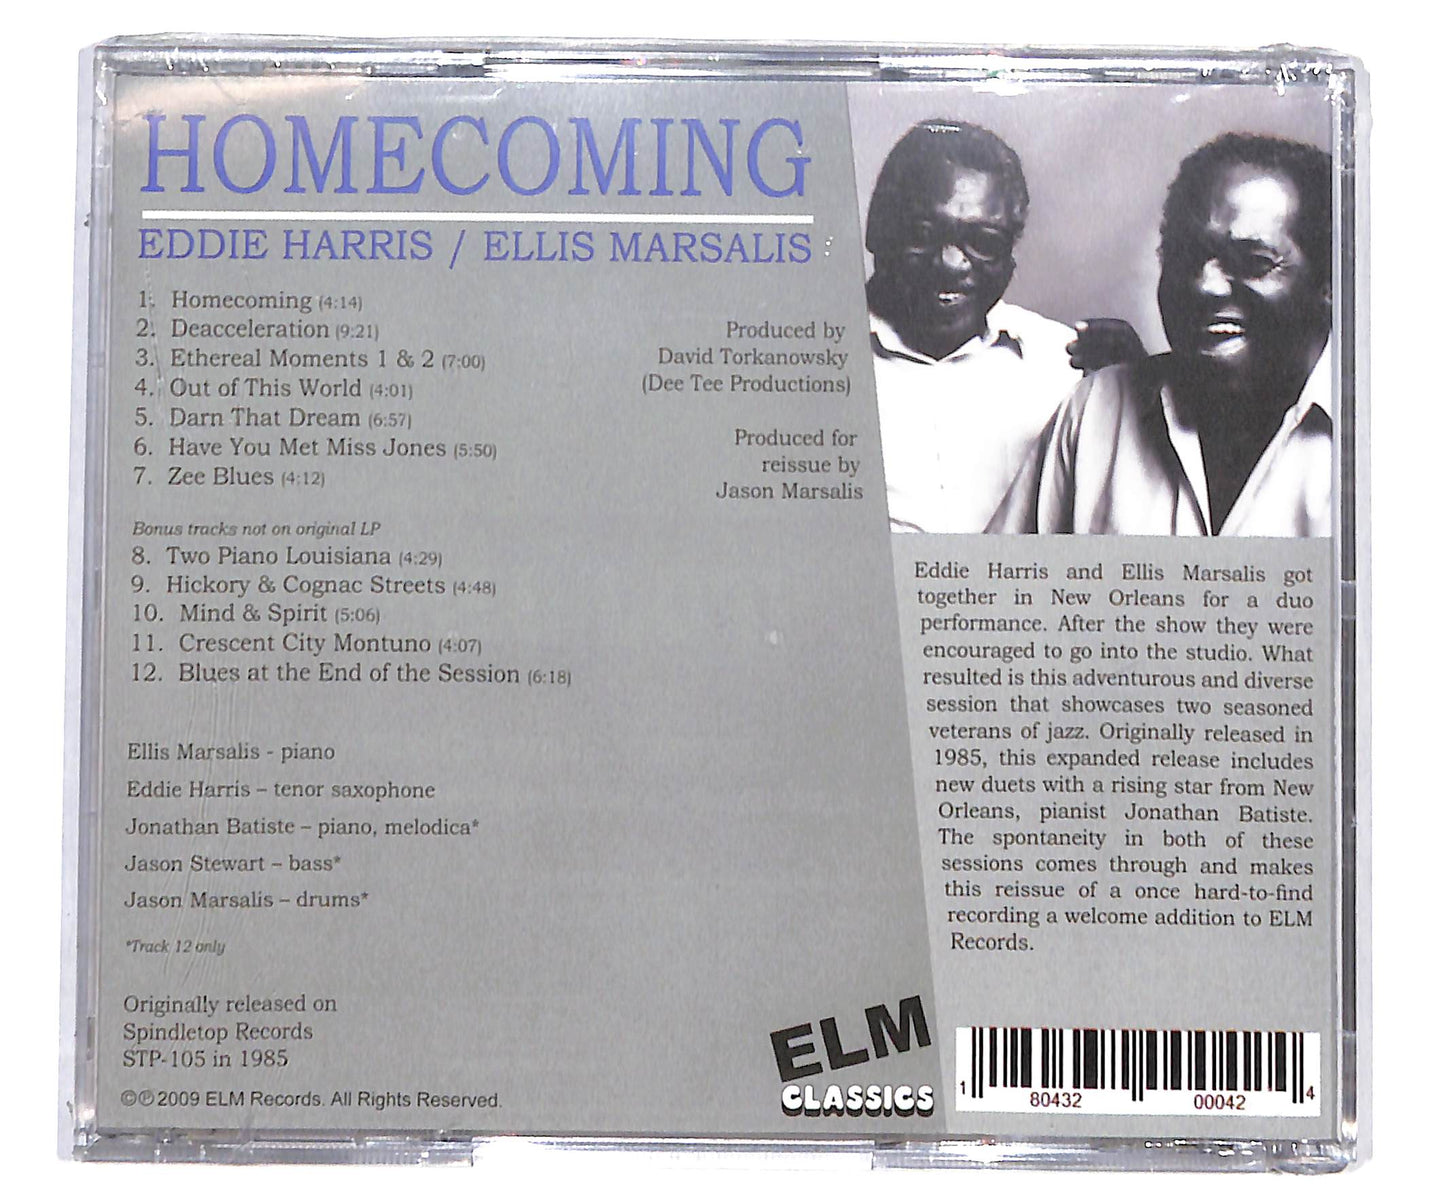 HOMECOMING
EDDIE HARRIS / ELLIS MARSALIS
1. Homecoming (4:14)
2. Deacceleration (9:21)
3. Ethereal Moments 1 & 2 (7:00)
4. Out of This World (4:01)
5. Darn That Dream (6:57)
6. Have You Met Miss Jones (5:50)
7. Zee Blues (4:12)
Bonus tracks not on original LP
8. Two Piano Louisiana (4:29)
9. Hickory & Cognac Streets (4:48)
10. Mind & Spirit (5:06)
11. Crescent City Montuno (4:07)
12. Blues at the End of the Session (6:18)
Produced by
David Torkanowsky
(Dee Tee Productions)
Produced for
reissue by
Jason Marsalis
Ellis Marsalis - piano
Eddie Harris – tenor saxophone
Jonathan Batiste – piano, melodica*
Jason Stewart – bass*
Jason Marsalis – drums*
*Track 12 only
Originally released on
Spindletop Records
STP-105 in 1985
©℗2009 ELM Records. All Rights Reserved.
Eddie Harris and Ellis Marsalis got
together in New Orleans for a duo
performance. After the show they were
encouraged to go into the studio. What
resulted is this adventurous and diverse
session that showcases two seasoned
veterans of jazz. Originally released in
1985, this expanded release includes
new duets with a rising star from New
Orleans, pianist Jonathan Batiste.
The spontaneity in both of these
sessions comes through and makes
this reissue of a once hard-to-find
recording a welcome addition to ELM
Records.
ELM
CLASSICS
1 80432 00042 4